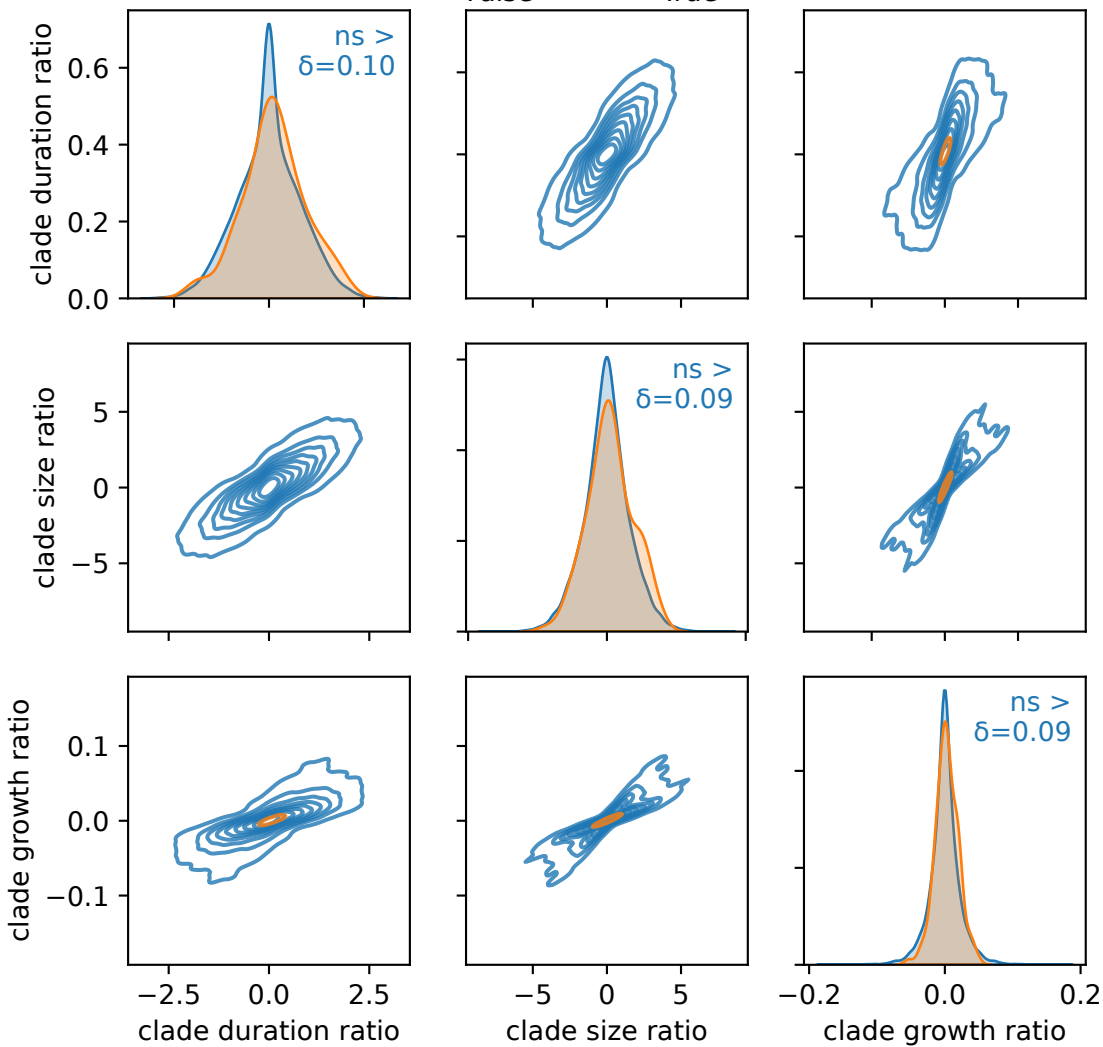 clade duration ratio
0.6
0.4
0.2
0.0
ns >
δ=0.10
clade size ratio
5
0
−5
ns >
δ=0.09
clade growth ratio
0.1
0.0
−0.1
ns >
δ=0.09
−2.5 0.0 2.5
−5 0 5
−0.2 0.0 0.2
clade duration ratio
clade size ratio
clade growth ratio